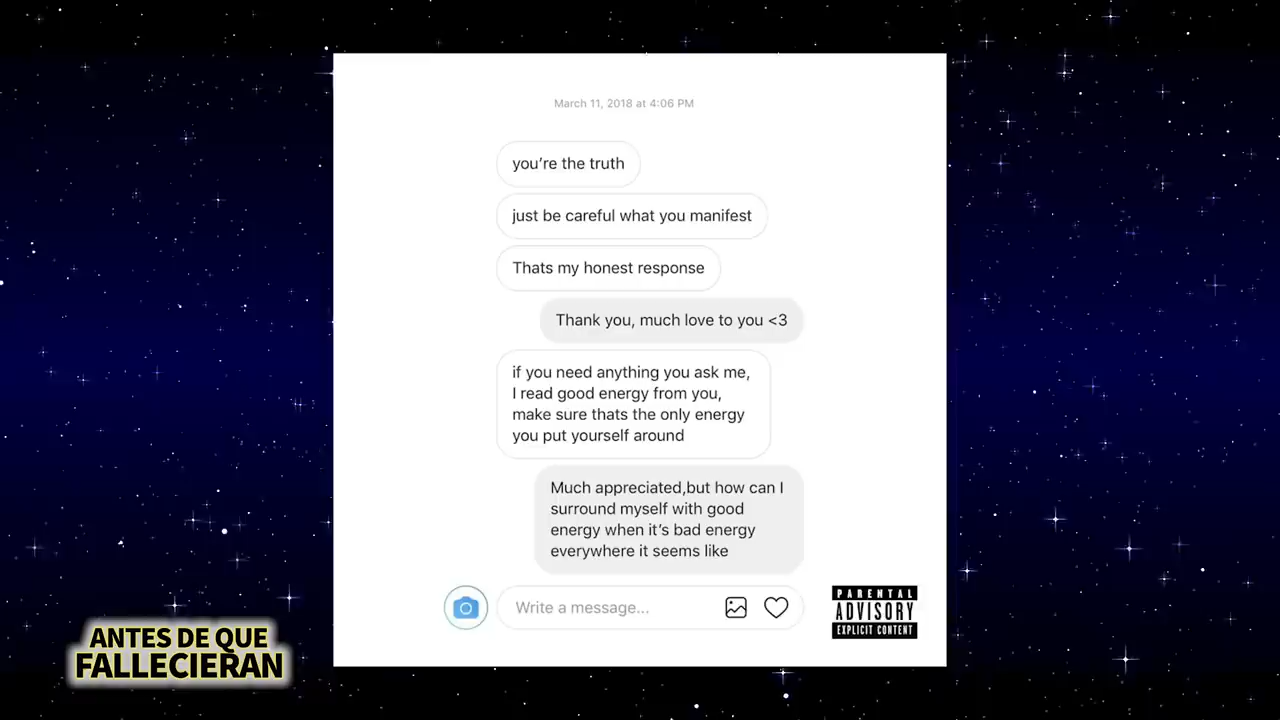 March 11, 2018 at 4:06 PM
you're the truth
just be careful what you manifest
Thats my honest response
Thank you, much love to you <3
if you need anything you ask me,
I read good energy from you,
make sure thats the only energy
you put yourself around
Much appreciated,but how can I
surround myself with good
energy when it's bad energy
everywhere it seems like
Write a message...
PARENTAL
ADVISORY
EXPLICIT CONTENT
ANTES DE QUE
FALLECIERAN